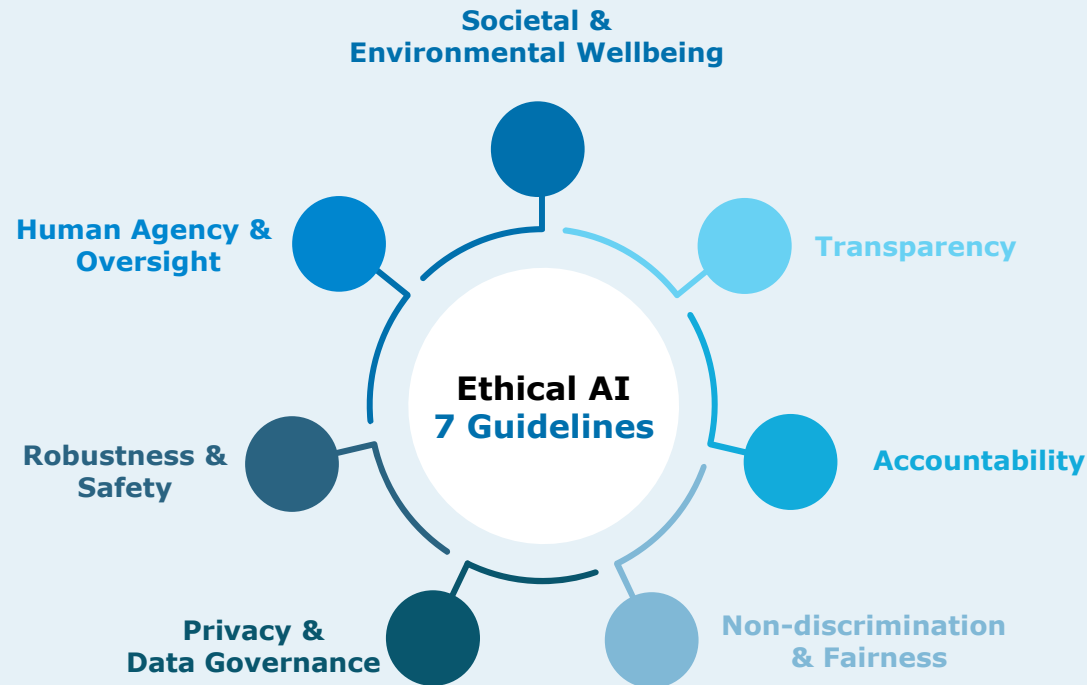 Societal &
Environmental Wellbeing
Human Agency &
Oversight
Transparency
Ethical AI
7 Guidelines
Robustness &
Safety
Accountability
Privacy &
Data Governance
Non-discrimination
& Fairness